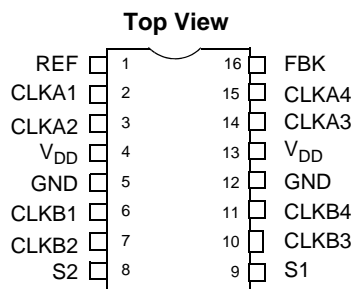 Top View
REF 1 16 FBK
CLKA1 2 15 CLKA4
CLKA2 3 14 CLKA3
VDD 4 13 VDD
GND 5 12 GND
CLKB1 6 11 CLKB4
CLKB2 7 10 CLKB3
S2 8 9 S1